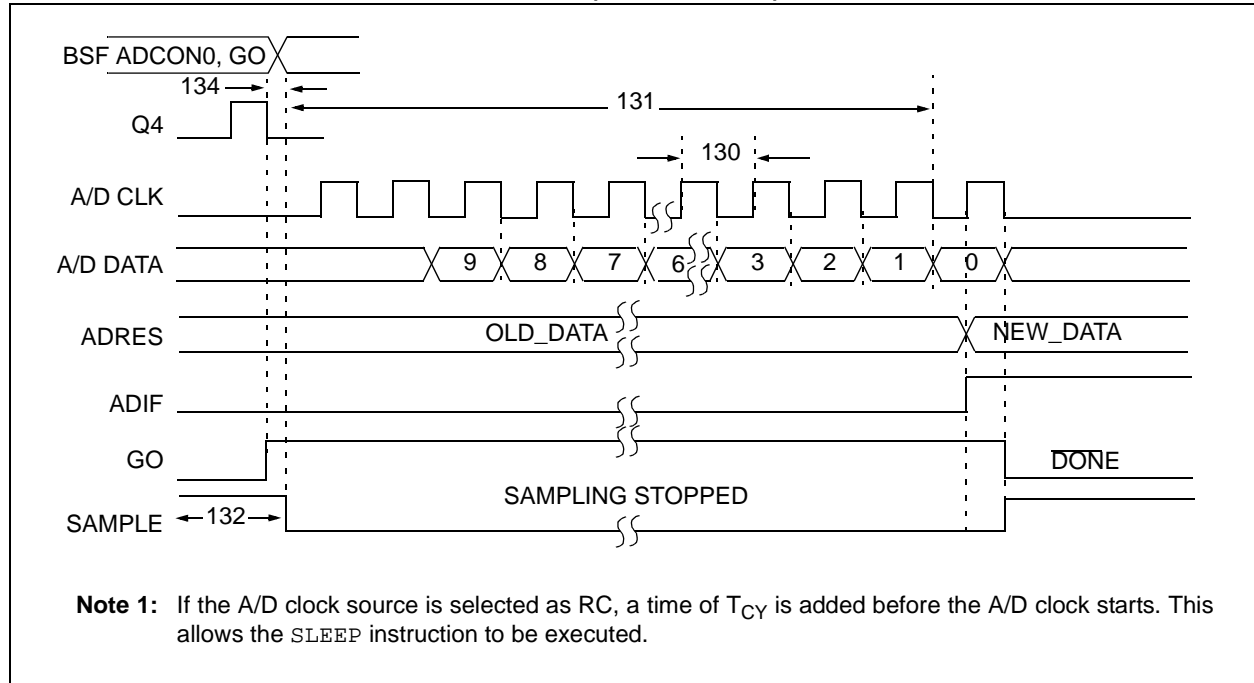 BSF ADCON0, GO
134
131
Q4
130
A/D CLK
A/D DATA 9 8 7 6 3 2 1 0
ADRES OLD_DATA NEW_DATA
ADIF
GO DONE
SAMPLING STOPPED
SAMPLE 132
Note 1: If the A/D clock source is selected as RC, a time of TCY is added before the A/D clock starts. This
allows the SLEEP instruction to be executed.